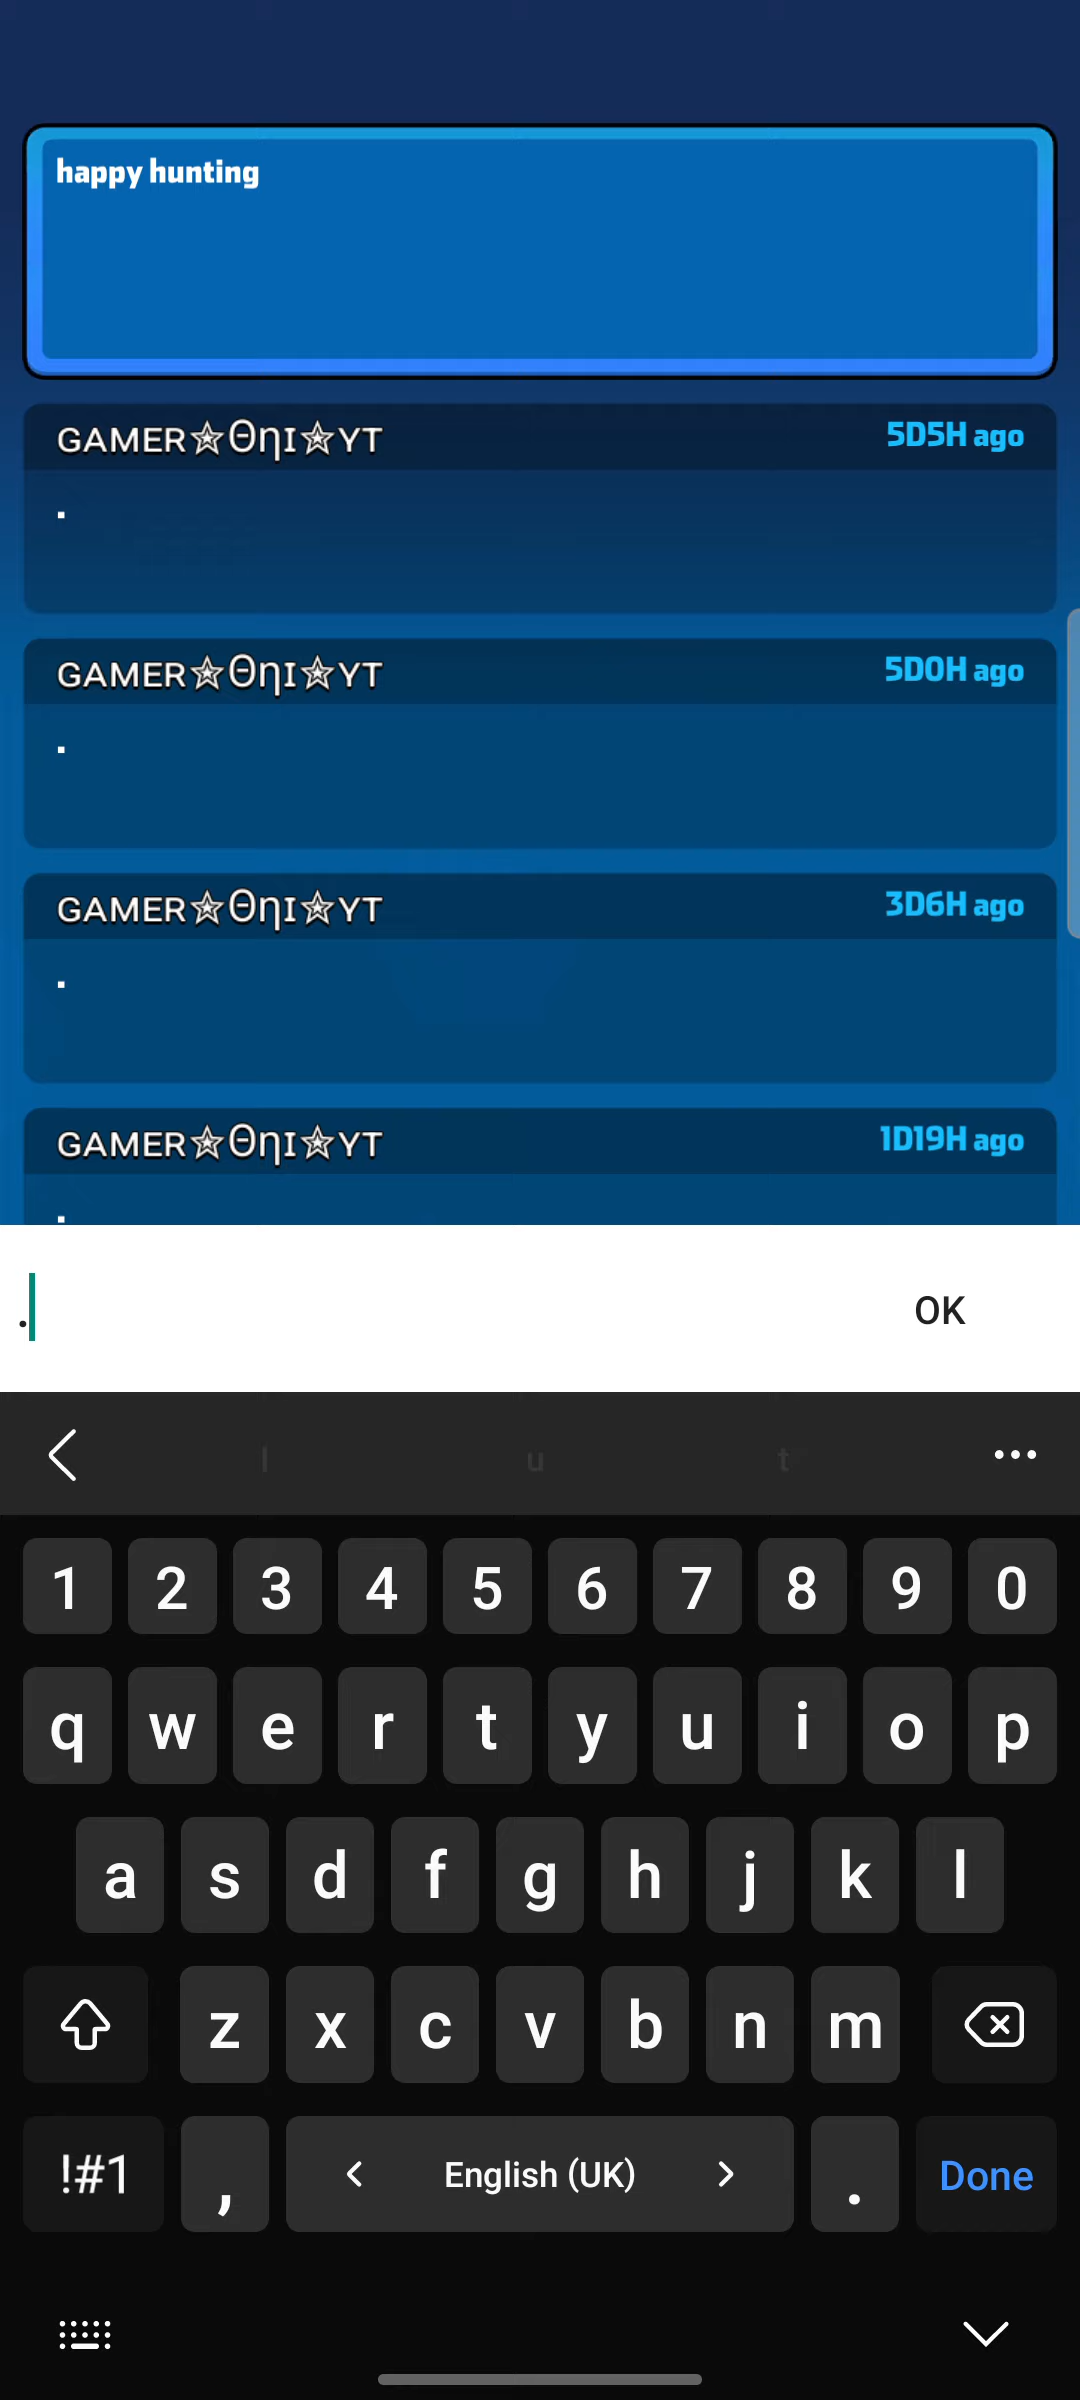 happy hunting
GAMER✯ΘηI✯YT 5D5H ago
.
GAMER✯ΘηI✯YT 5D0H ago
.
GAMER✯ΘηI✯YT 3D6H ago
.
GAMER✯ΘηI✯YT 1D19H ago
.
. OK
l u t
1 2 3 4 5 6 7 8 9 0
q w e r t y u i o p
a s d f g h j k l
z x c v b n m
!#1 , < English (UK) > . Done